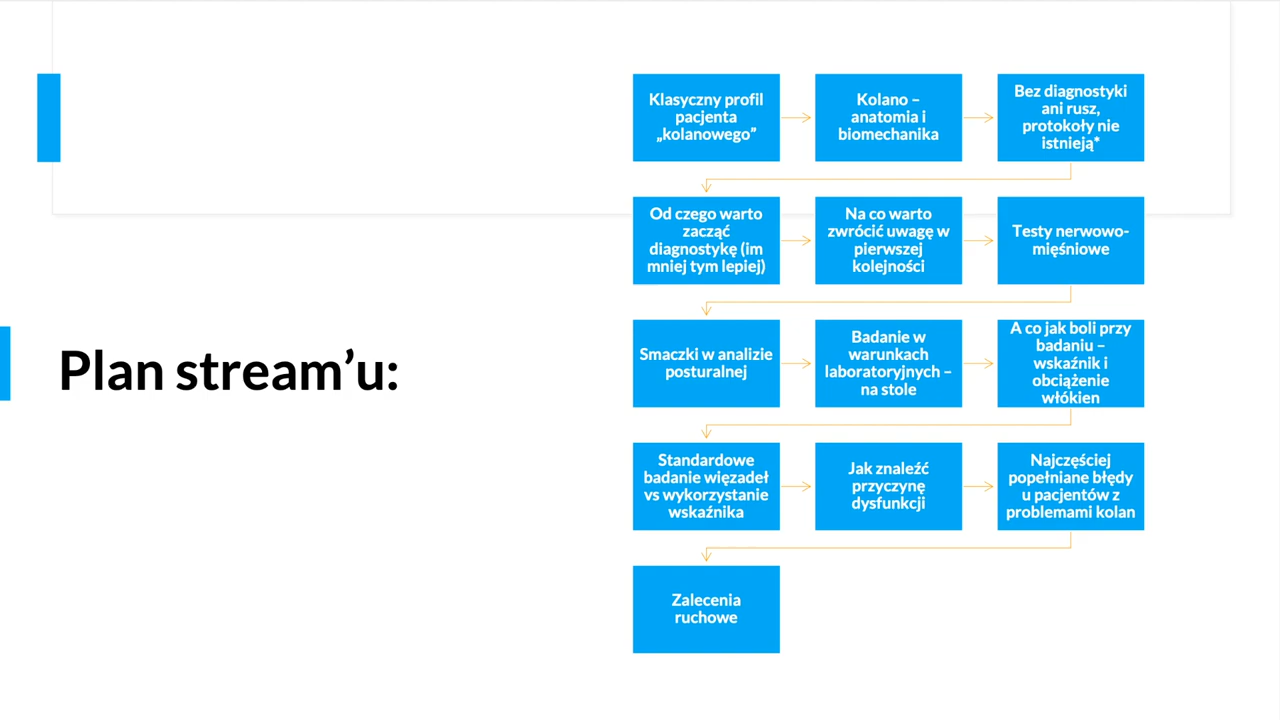 Plan stream’u:
Klasyczny profil
pacjenta
„kolanowego”
Kolano –
anatomia i
biomechanika
Bez diagnostyki
ani rusz,
protokoły nie
istnieją*
Od czego warto
zacząć
diagnostykę (im
mniej tym lepiej)
Na co warto
zwrócić uwagę w
pierwszej
kolejności
Testy nerwowo-
mięśniowe
Smaczki w analizie
posturalnej
Badanie w
warunkach
laboratoryjnych –
na stole
A co jak boli przy
badaniu –
wskaźnik i
obciążenie
włókien
Standardowe
badanie więzadeł
vs wykorzystanie
wskaźnika
Jak znaleźć
przyczynę
dysfunkcji
Najczęściej
popełniane błędy
u pacjentów z
problemami kolan
Zalecenia
ruchowe